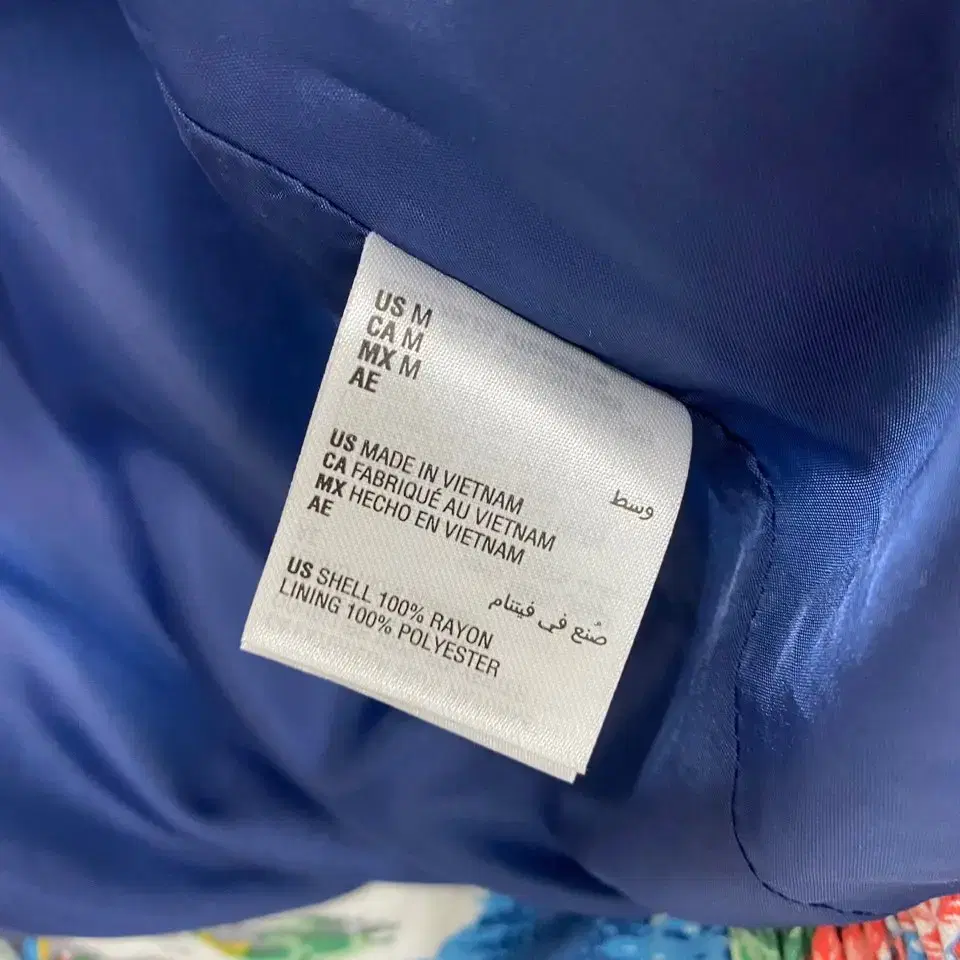 US M
CA M
MX M
AE
وسط
US MADE IN VIETNAM
CA FABRIQUÉ AU VIETNAM
MX HECHO EN VIETNAM
AE
صُنع في فيتنام
US SHELL 100% RAYON
LINING 100% POLYESTER